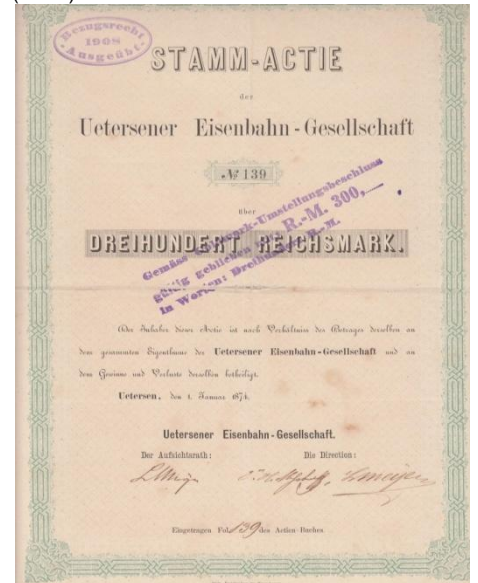 Bezugsrecht
1908
Ausgeübt
STAMM-ACTIE
der
Uetersener Eisenbahn-Gesellschaft
№ 139
über
DREIHUNDERT REICHSMARK.
Gemäss Umstellungsbeschluss
gültig geblieben R.-M. 300,—
In Worten: Dreihundert R.-M.
Der Inhaber dieser Actie ist nach Verhältniss des Betrages derselben an
dem gesammten Eigenthume der Uetersener Eisenbahn-Gesellschaft und an
dem Gewinne und Verluste derselben betheiligt.
Uetersen, den 1. Januar
Uetersener Eisenbahn-Gesellschaft.
Der Aufsichtsrath: Die Direction:
Eingetragen Fol. 139 des Actien-Buches.